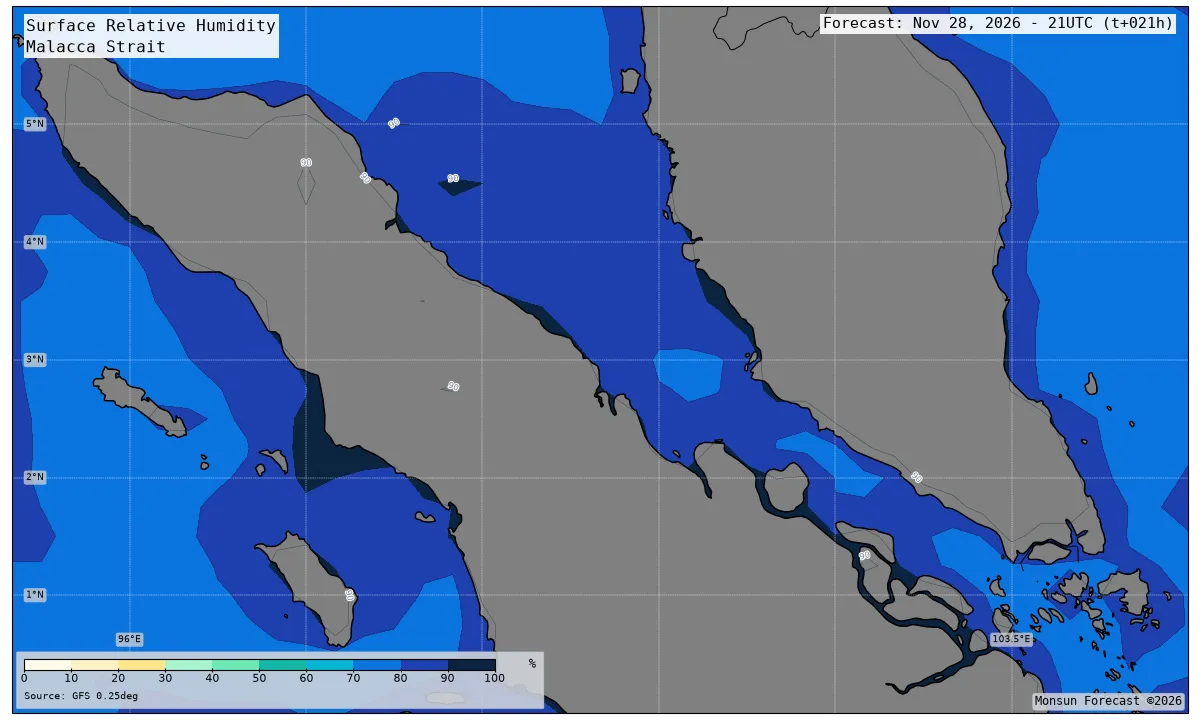 Surface Relative Humidity
Malacca Strait
Forecast: Nov 28, 2026 - 21UTC (t+021h)
90
5°N
90
90
90
4°N
3°N
90
2°N
90
90
1°N
90
96°E
103.5°E
%
0 10 20 30 40 50 60 70 80 90 100
Source: GFS 0.25deg
Monsun Forecast ©2026